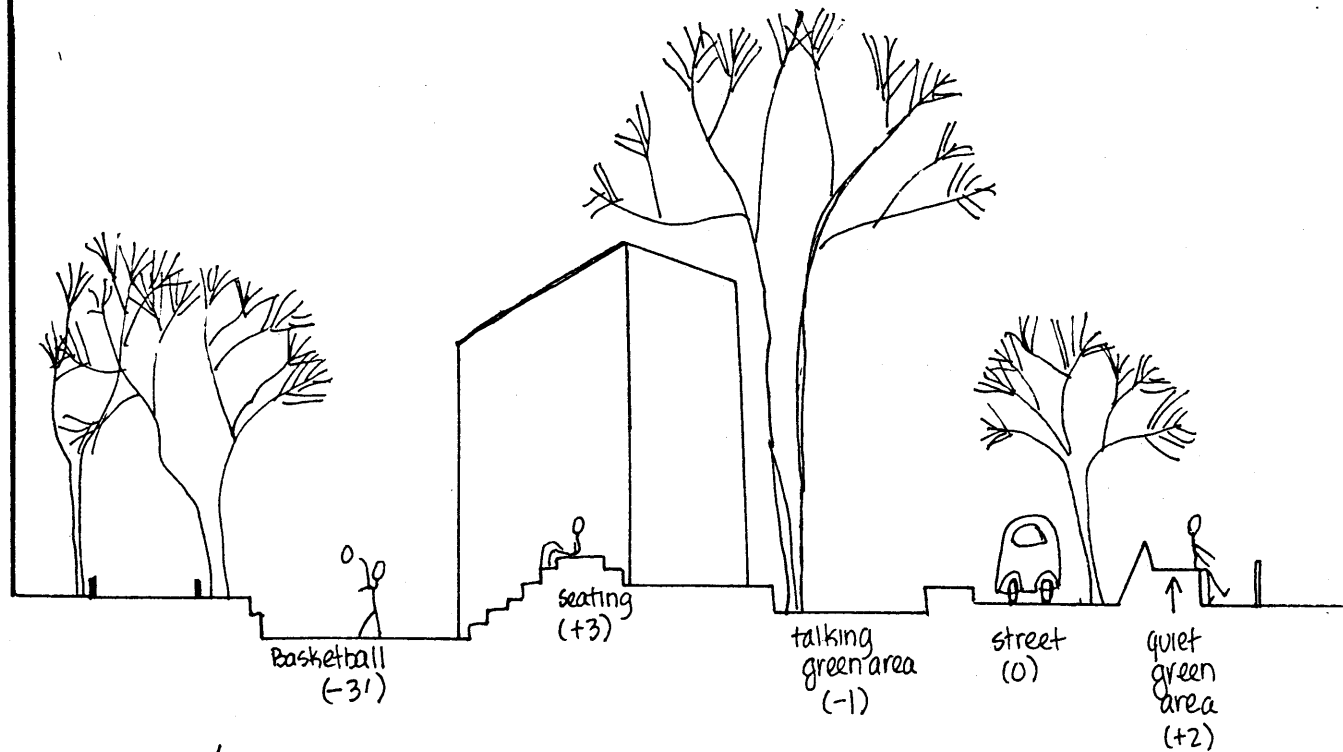 Basketball
(-3')
seating
(+3)
talking
green area
(-1)
street
(0)
quiet
green
area
(+2)